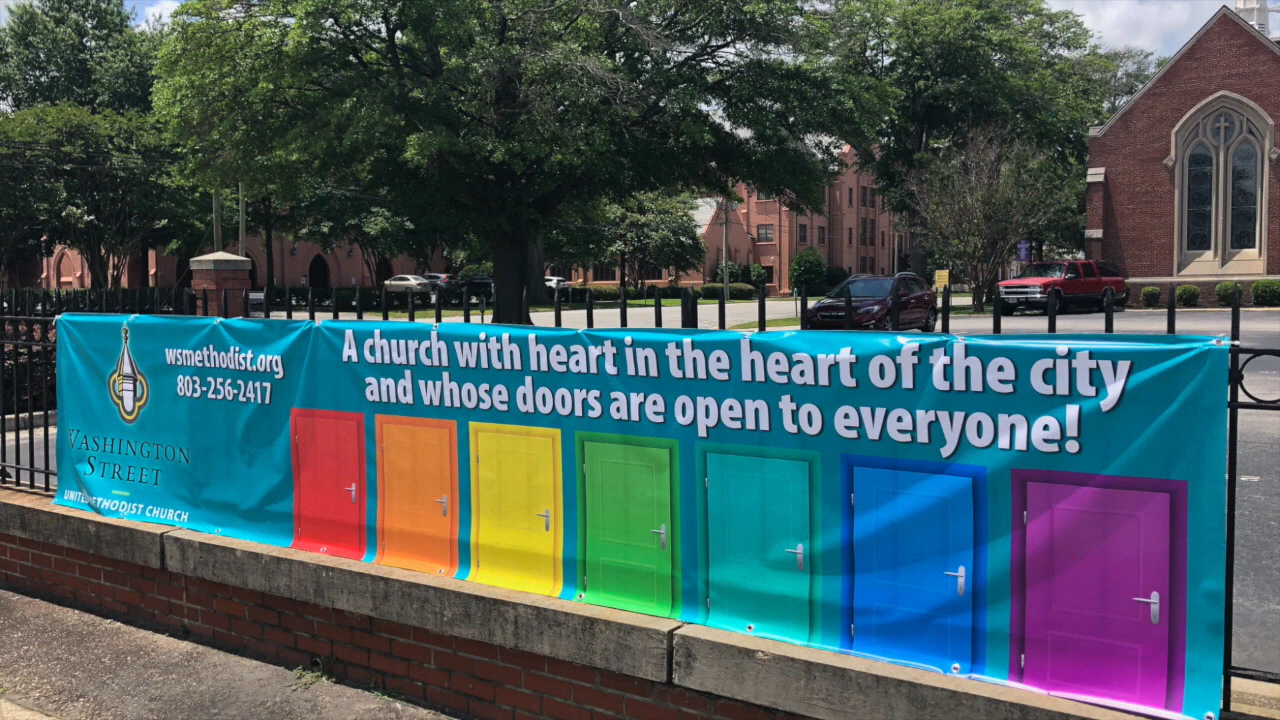 wsmethodist.org
803-256-2417
WASHINGTON
STREET
UNITED METHODIST CHURCH
A church with heart in the heart of the city
and whose doors are open to everyone!